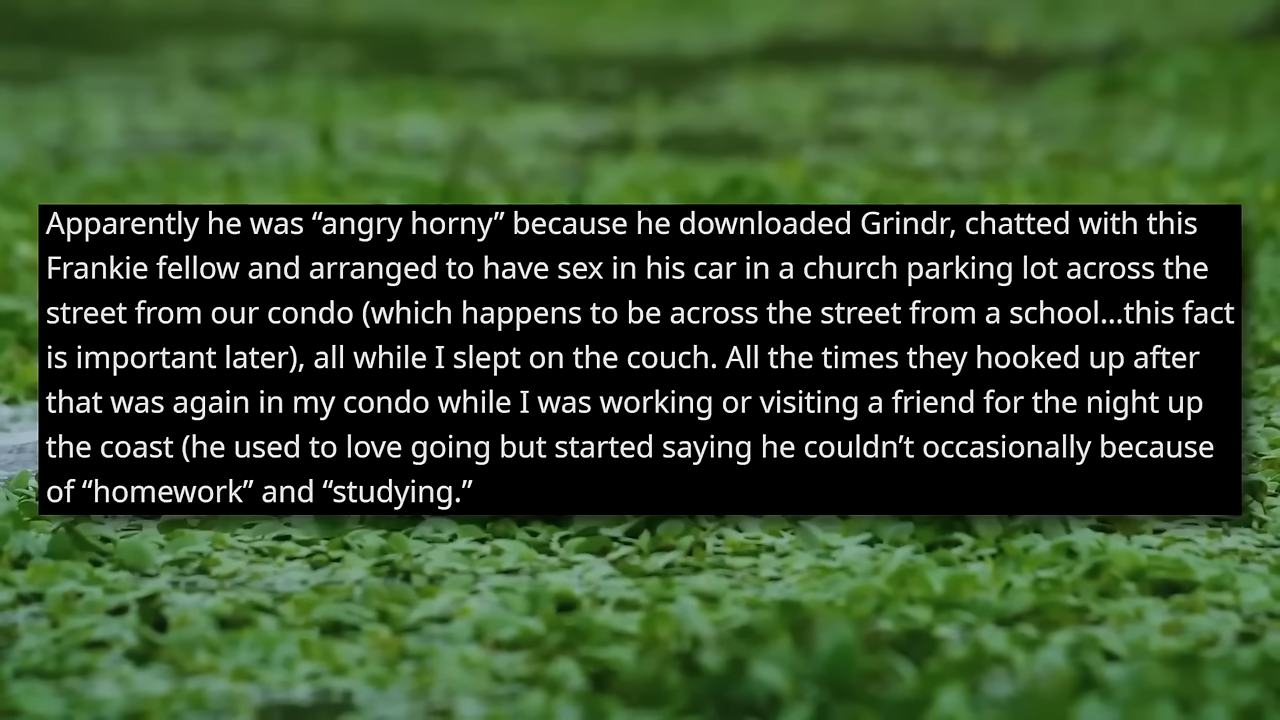 Apparently he was “angry horny” because he downloaded Grindr, chatted with this
Frankie fellow and arranged to have sex in his car in a church parking lot across the
street from our condo (which happens to be across the street from a school...this fact
is important later), all while I slept on the couch. All the times they hooked up after
that was again in my condo while I was working or visiting a friend for the night up
the coast (he used to love going but started saying he couldn’t occasionally because
of “homework” and “studying.”